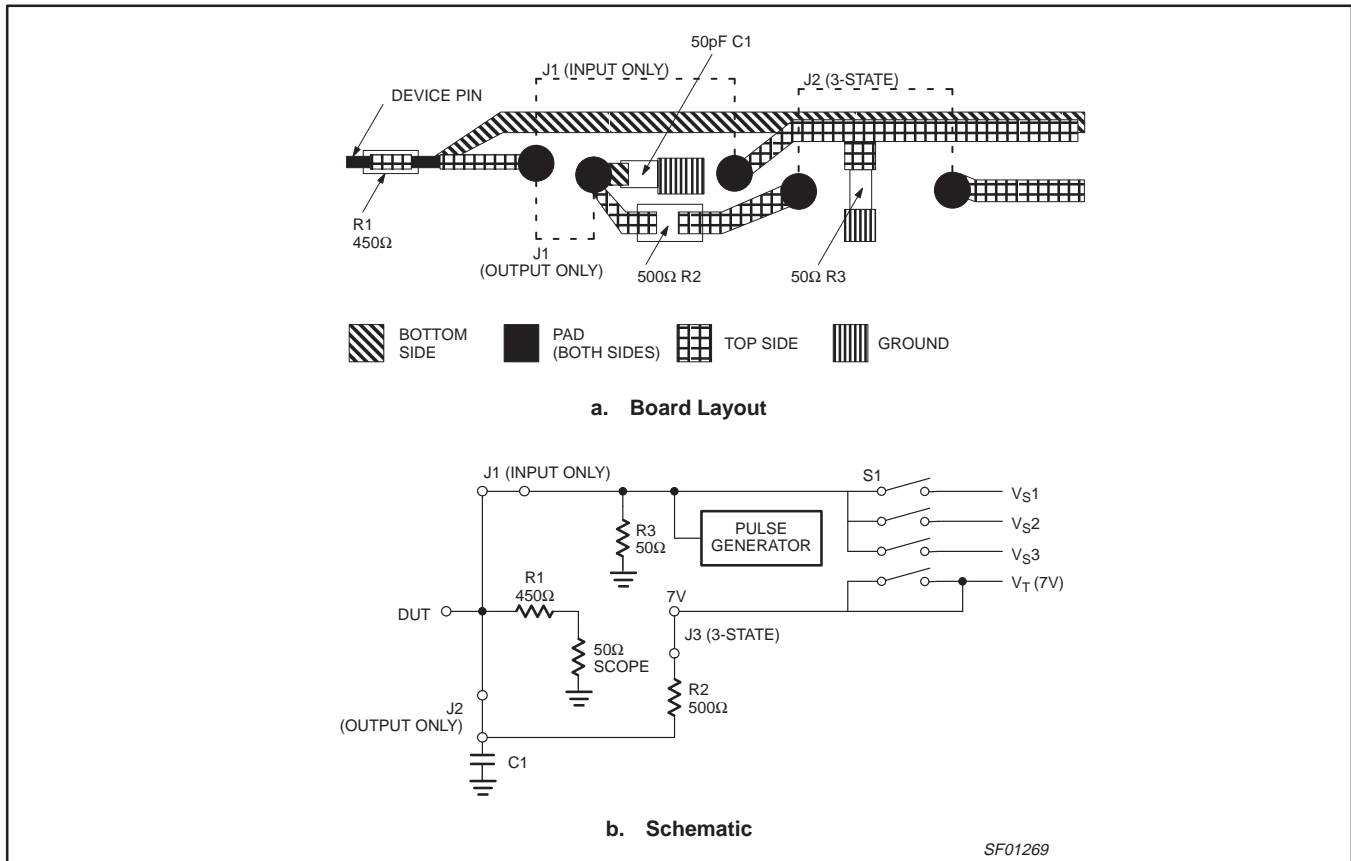 50pF C1
J1 (INPUT ONLY)
J2 (3-STATE)
DEVICE PIN
R1
450Ω
J1
(OUTPUT ONLY)
500Ω R2
50Ω R3
BOTTOM
SIDE
PAD
(BOTH SIDES)
TOP SIDE
GROUND
a. Board Layout
J1 (INPUT ONLY)
S1
VS1
VS2
VS3
VT (7V)
R3
50Ω
PULSE
GENERATOR
R1
450Ω
7V
DUT
J3 (3-STATE)
50Ω
SCOPE
R2
500Ω
J2
(OUTPUT ONLY)
C1
b. Schematic
SF01269